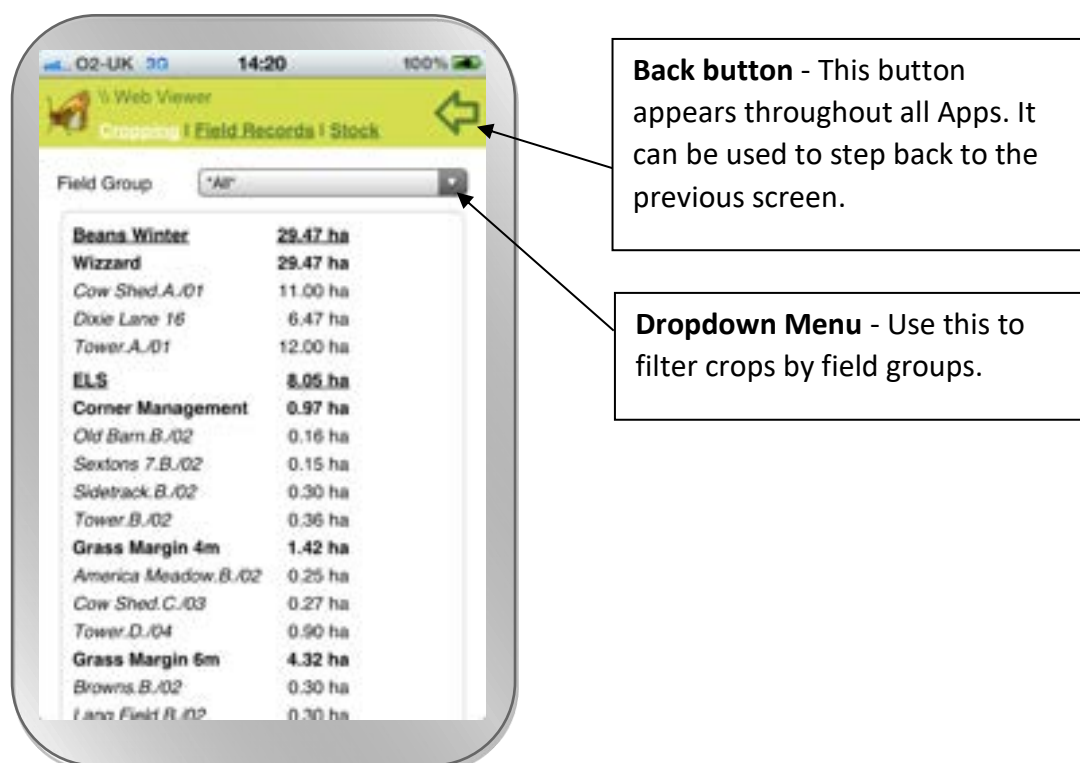 O2-UK 3G 14:20 100%
\\ Web Viewer
Cropping | Field Records | Stock
Field Group *All*
Beans Winter 29.47 ha
Wizzard 29.47 ha
Cow Shed.A./01 11.00 ha
Dixie Lane 16 6.47 ha
Tower.A./01 12.00 ha
ELS 8.05 ha
Corner Management 0.97 ha
Old Barn.B./02 0.16 ha
Sextons 7.B./02 0.15 ha
Sidetrack.B./02 0.30 ha
Tower.B./02 0.36 ha
Grass Margin 4m 1.42 ha
America Meadow.B./02 0.25 ha
Cow Shed.C./03 0.27 ha
Tower.D./04 0.90 ha
Grass Margin 6m 4.32 ha
Browns.B./02 0.30 ha
Lang Field.B./02 0.30 ha
Back button - This button
appears throughout all Apps. It
can be used to step back to the
previous screen.
Dropdown Menu - Use this to
filter crops by field groups.